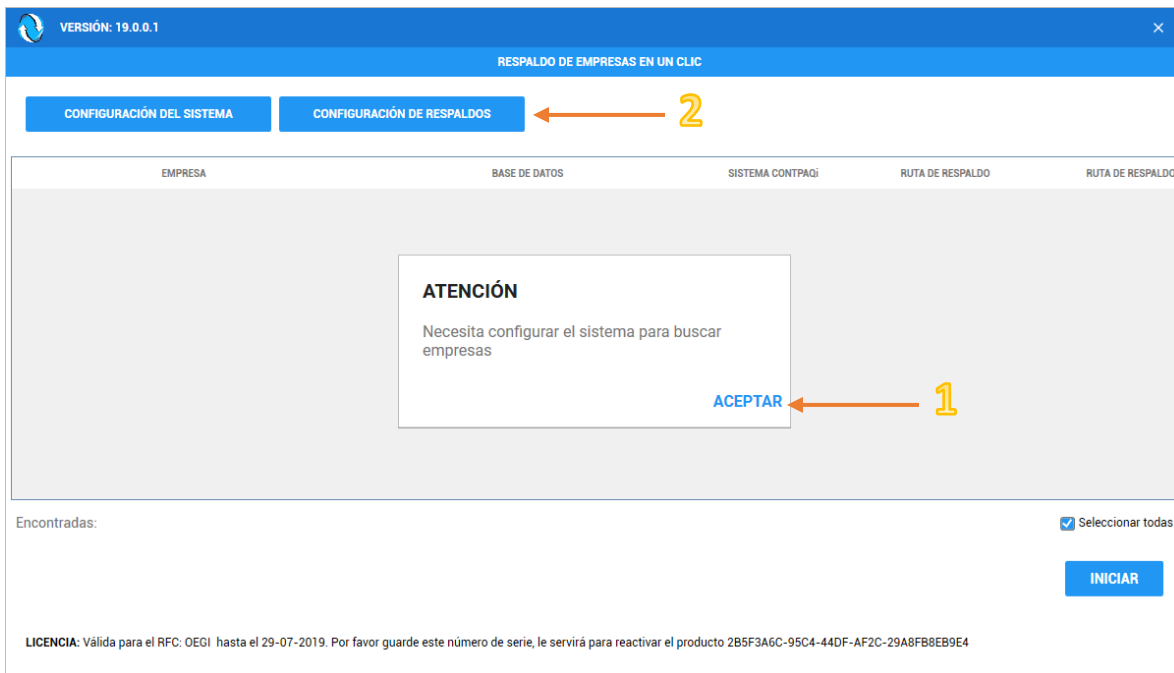 VERSIÓN: 19.0.0.1
RESPALDO DE EMPRESAS EN UN CLIC
CONFIGURACIÓN DEL SISTEMA CONFIGURACIÓN DE RESPALDOS 2
EMPRESA BASE DE DATOS SISTEMA CONTPAQi RUTA DE RESPALDO RUTA DE RESPALDO
ATENCIÓN
Necesita configurar el sistema para buscar
empresas
ACEPTAR 1
Encontradas: Seleccionar todas
INICIAR
LICENCIA: Válida para el RFC: OEGI hasta el 29-07-2019. Por favor guarde este número de serie, le servirá para reactivar el producto 2B5F3A6C-95C4-44DF-AF2C-29A8FB8EB9E4